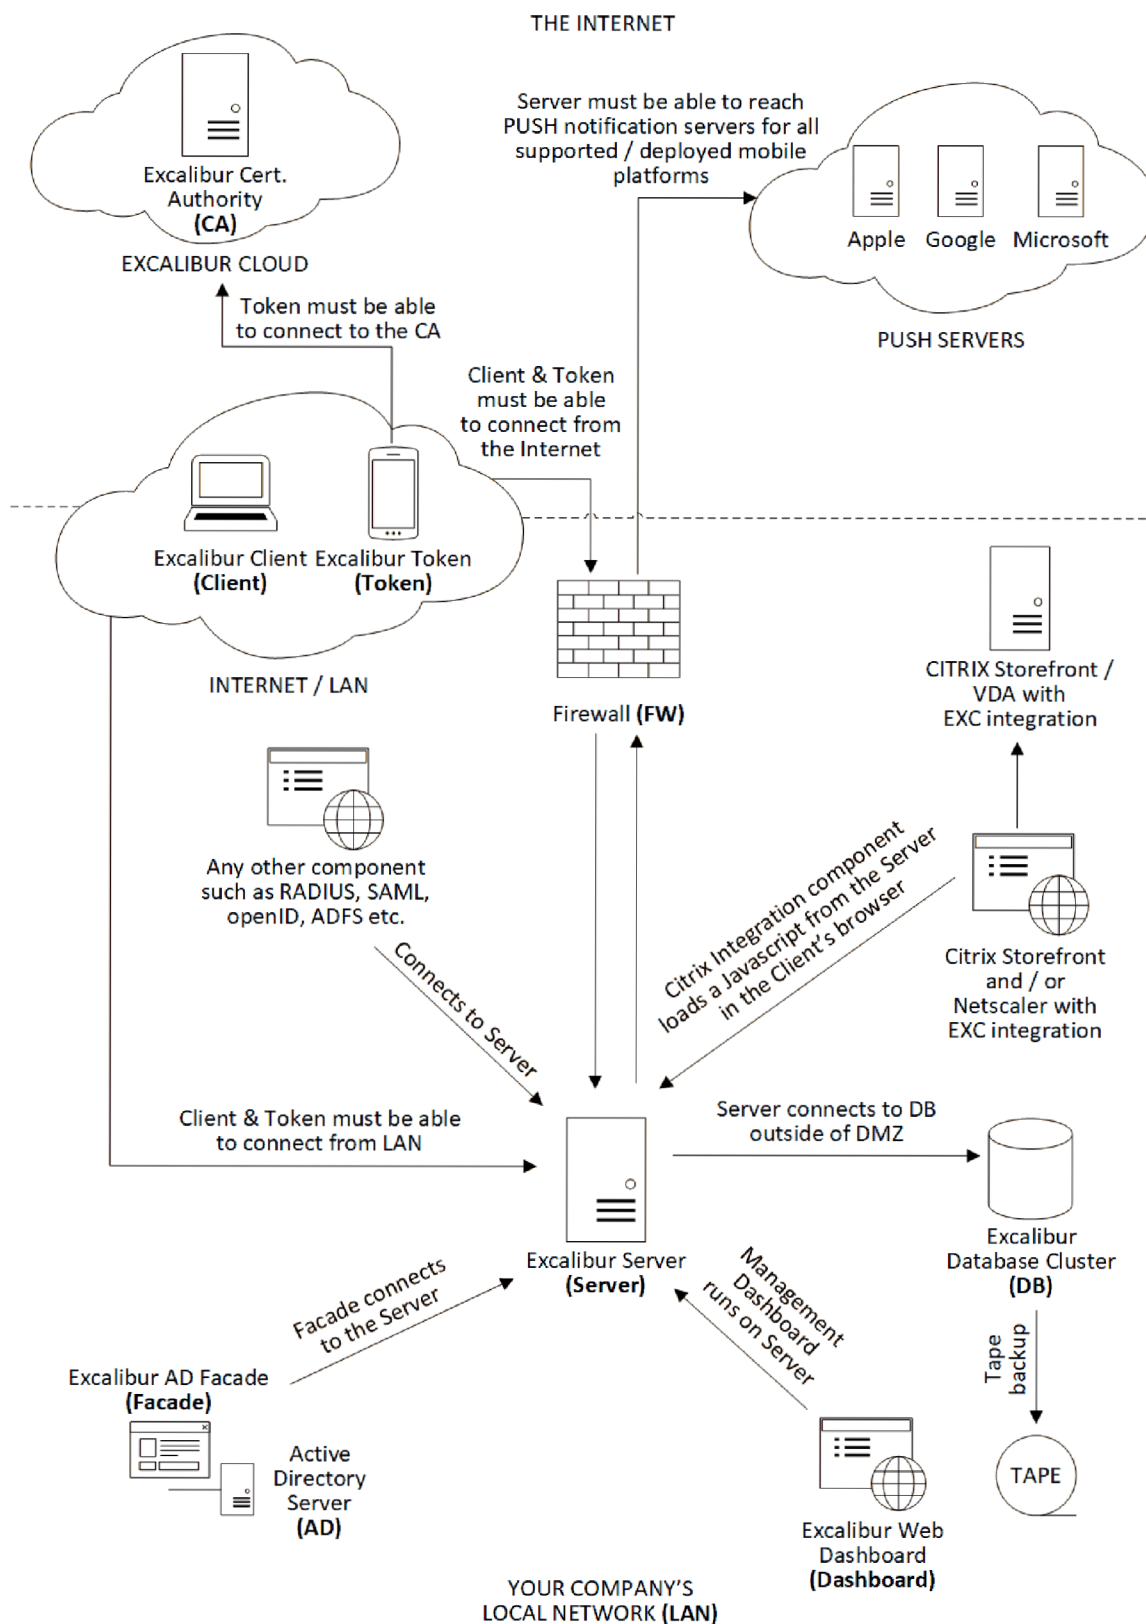 THE INTERNET
Server must be able to reach
PUSH notification servers for all
supported / deployed mobile
platforms
Excalibur Cert.
Authority
(CA)
EXCALIBUR CLOUD
Apple
Google
Microsoft
PUSH SERVERS
Token must be able
to connect to the CA
Client & Token
must be able
to connect from
the Internet
Excalibur Client
(Client)
Excalibur Token
(Token)
INTERNET / LAN
Firewall (FW)
CITRIX Storefront /
VDA with
EXC integration
Any other component
such as RADIUS, SAML,
openID, ADFS etc.
Connects to Server
Citrix Integration component
loads a Javascript from the Server
in the Client's browser
Citrix Storefront
and / or
Netscaler with
EXC integration
Client & Token must be able
to connect from LAN
Server connects to DB
outside of DMZ
Excalibur Server
(Server)
Excalibur
Database Cluster
(DB)
Facade connects
to the Server
Management
Dashboard
runs on Server
Tape
backup
Excalibur AD Facade
(Facade)
Active
Directory
Server
(AD)
TAPE
Excalibur Web
Dashboard
(Dashboard)
YOUR COMPANY'S
LOCAL NETWORK (LAN)